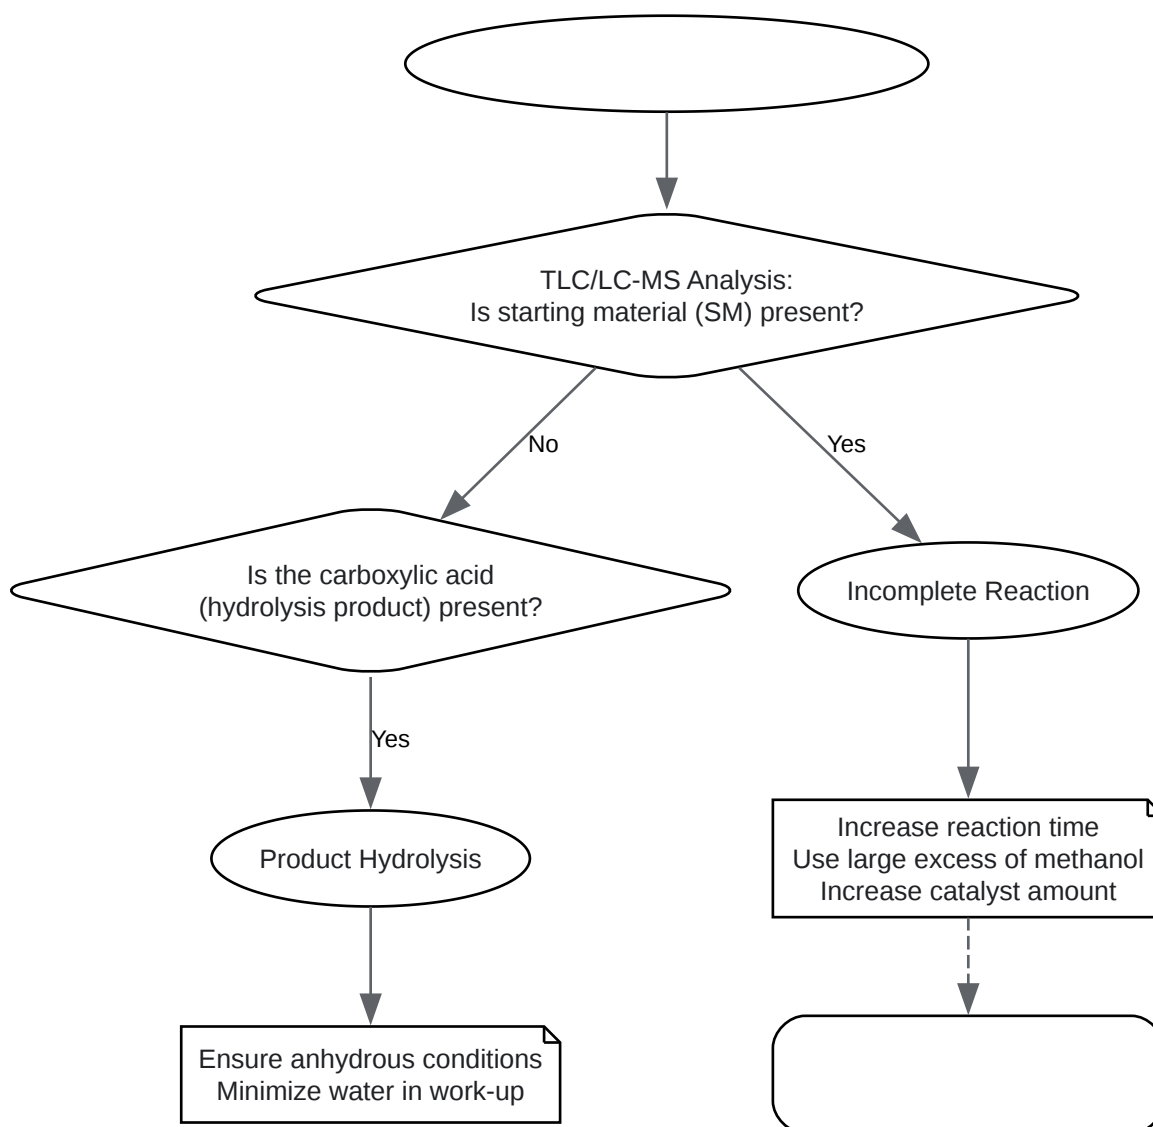 TLC/LC-MS Analysis:
Is starting material (SM) present?
No
Yes
Is the carboxylic acid
(hydrolysis product) present?
Incomplete Reaction
Yes
Product Hydrolysis
Increase reaction time
Use large excess of methanol
Increase catalyst amount
Ensure anhydrous conditions
Minimize water in work-up